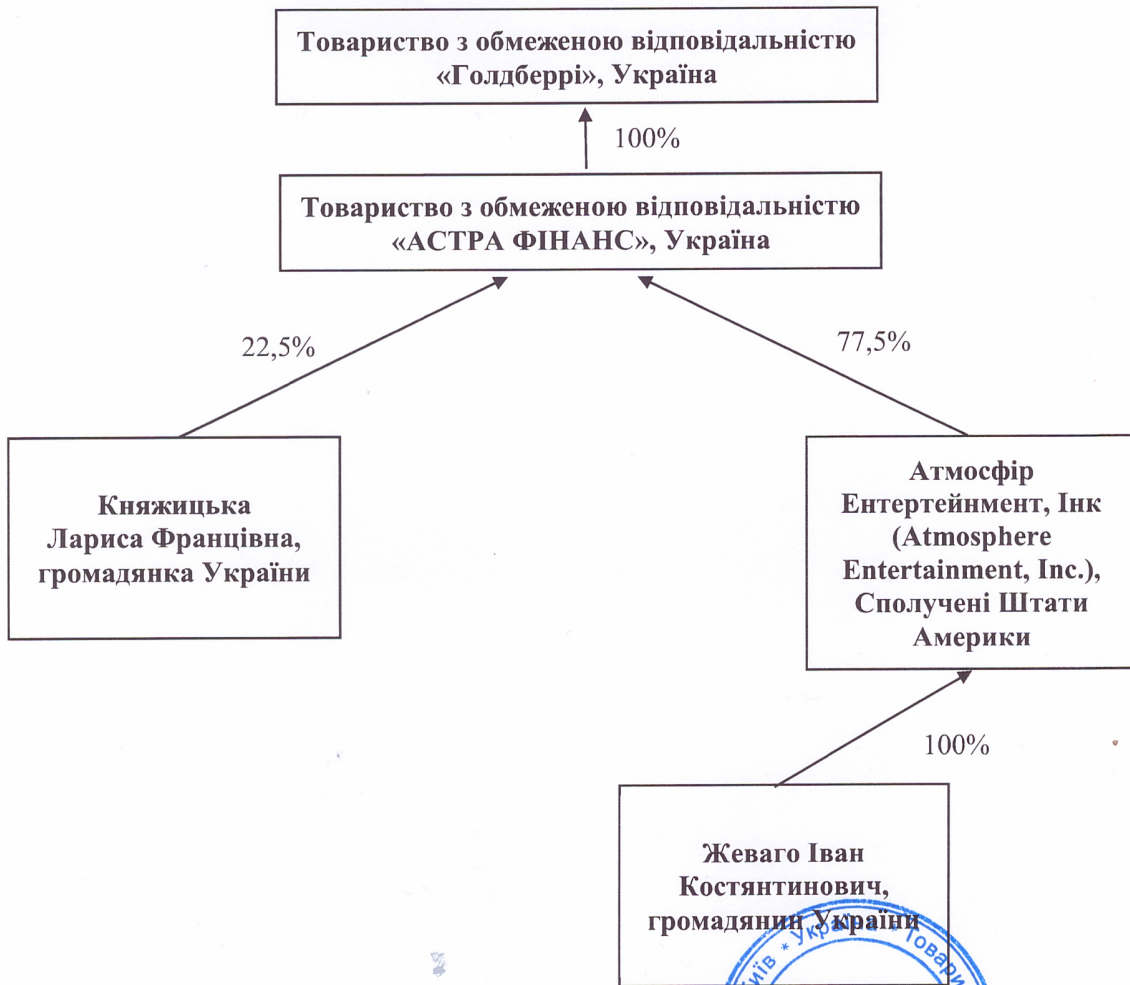 Товариство з обмеженою відповідальністю
«Голдберрі», Україна
100%
Товариство з обмеженою відповідальністю
«АСТРА ФІНАНС», Україна
22,5%
77,5%
Княжицька
Лариса Францівна,
громадянка України
Атмосфір
Ентертейнмент, Інк
(Atmosphere
Entertainment, Inc.),
Сполучені Штати
Америки
100%
Жеваго Іван
Костянтинович,
громадянин України
* Україна *